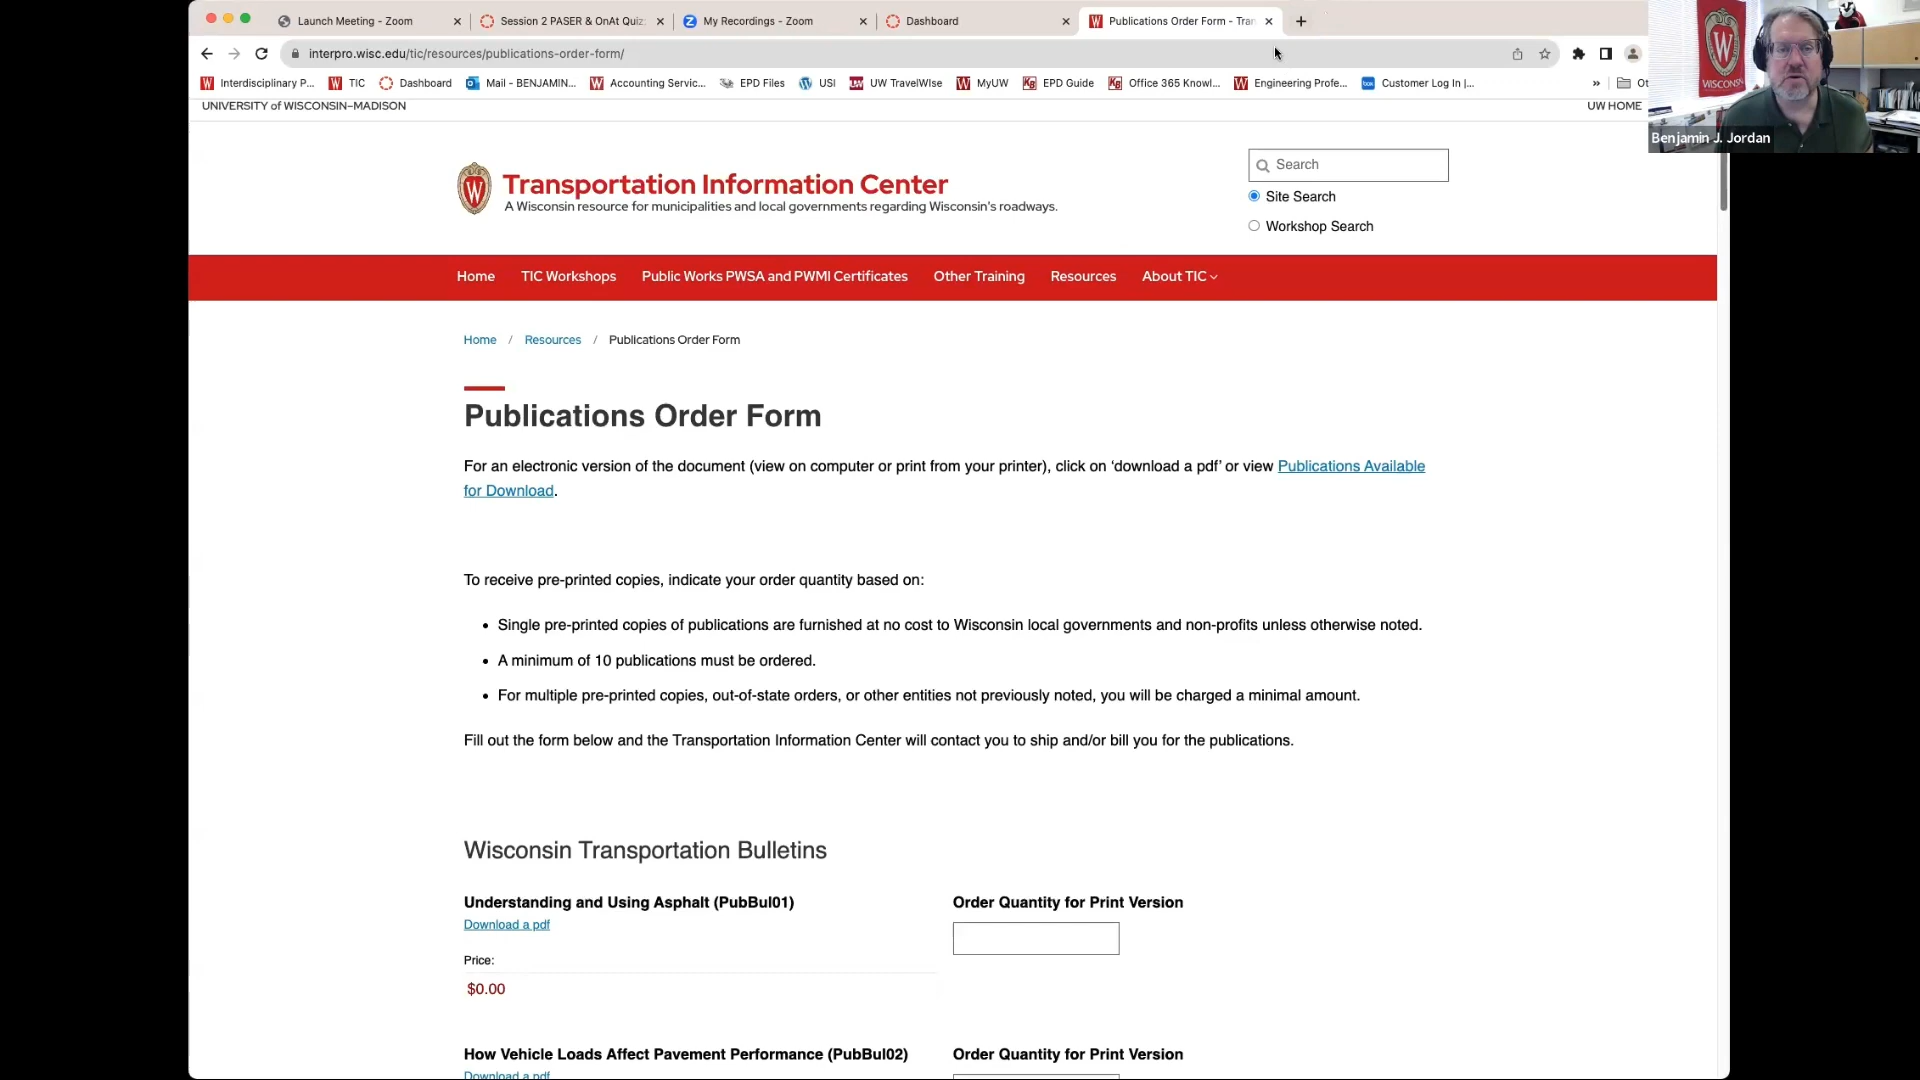 Launch Meeting - Zoom
Session 2 PASER & OnAt Quiz:
My Recordings - Zoom
Dashboard
Publications Order Form - Tran
interpro.wisc.edu/tic/resources/publications-order-form/
Interdisciplinary P...
TIC
Dashboard
Mail - BENJAMIN...
Accounting Servic...
EPD Files
USI
UW TravelWIse
MyUW
EPD Guide
Office 365 Knowl...
Engineering Profe...
Customer Log In |...
»
Ot
UNIVERSITY of WISCONSIN–MADISON
UW HOME
WISCONSIN
Benjamin J. Jordan
Transportation Information Center
A Wisconsin resource for municipalities and local governments regarding Wisconsin's roadways.
Search
Site Search
Workshop Search
Home
TIC Workshops
Public Works PWSA and PWMI Certificates
Other Training
Resources
About TIC
Home / Resources / Publications Order Form
Publications Order Form
For an electronic version of the document (view on computer or print from your printer), click on ‘download a pdf’ or view Publications Available
for Download.
To receive pre-printed copies, indicate your order quantity based on:
• Single pre-printed copies of publications are furnished at no cost to Wisconsin local governments and non-profits unless otherwise noted.
• A minimum of 10 publications must be ordered.
• For multiple pre-printed copies, out-of-state orders, or other entities not previously noted, you will be charged a minimal amount.
Fill out the form below and the Transportation Information Center will contact you to ship and/or bill you for the publications.
Wisconsin Transportation Bulletins
Understanding and Using Asphalt (PubBul01)
Order Quantity for Print Version
Download a pdf
Price:
$0.00
How Vehicle Loads Affect Pavement Performance (PubBul02)
Order Quantity for Print Version
Download a pdf